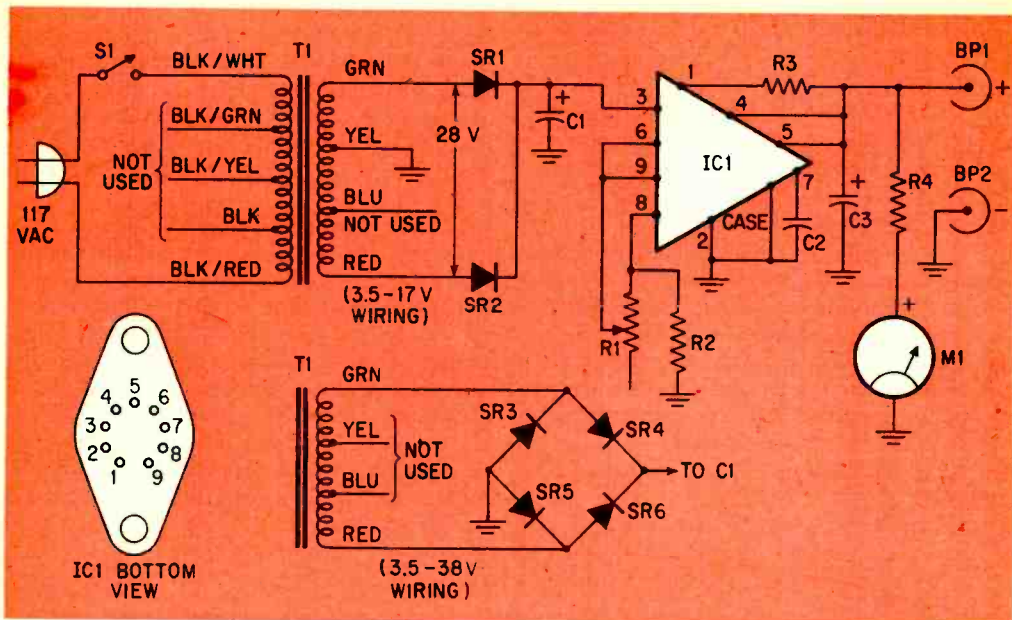 S1
BLK/WHT
T1
GRN
SR1
BLK/GRN
NOT
USED
BLK/YEL
BLK
BLK/RED
117
VAC
YEL
28 V
BLU
NOT USED
RED
SR2
(3.5-17 V
WIRING)
+
C1
3
6
9
8
1
4
5
7
2
IC1
CASE
R3
C2
+
C3
R1
R2
R4
BP1
+
BP2
-
+
M1
1
2
3
4
5
6
7
8
9
IC1 BOTTOM
VIEW
T1
GRN
YEL
NOT
USED
BLU
RED
(3.5-38V
WIRING)
SR3
SR4
SR5
SR6
TO C1